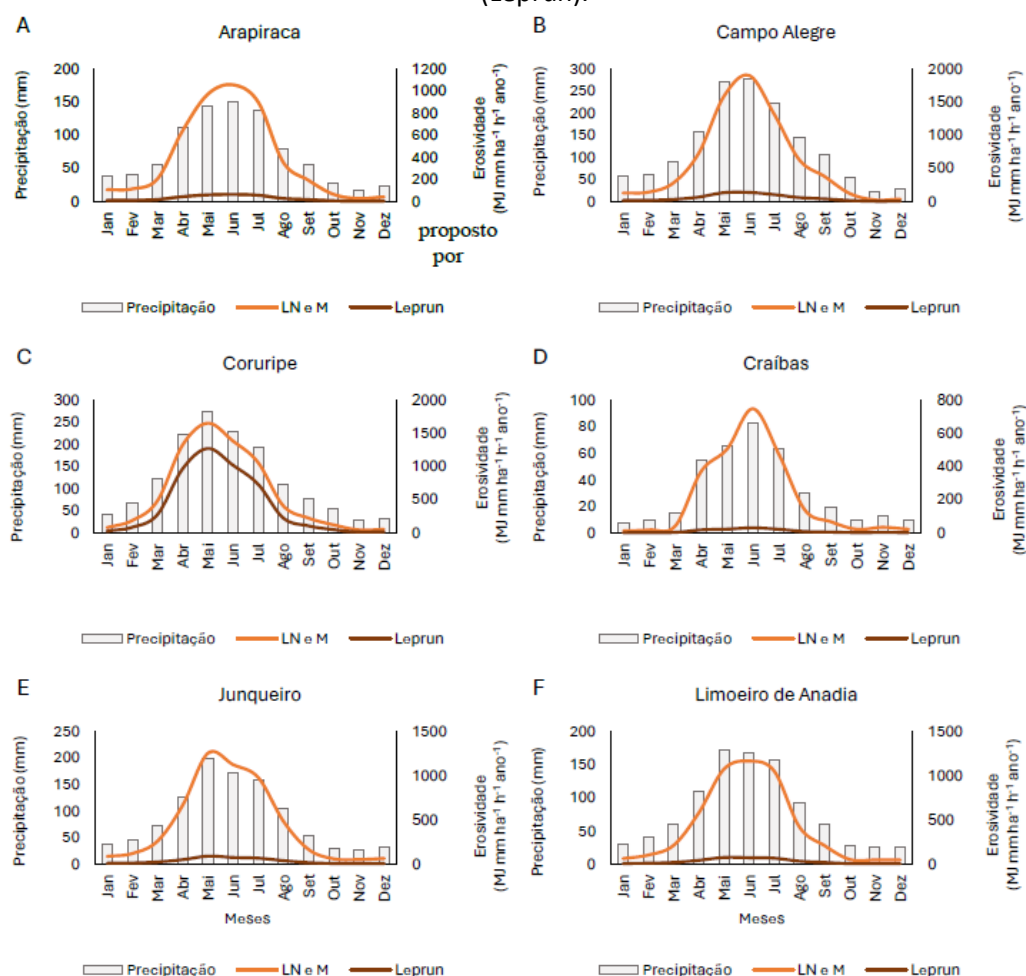 (Leprun).
A
Arapiraca
Precipitação (mm)
200
150
100
50
0
1200
1000
800
600
400
200
0
Erosividade
(MJ mm ha⁻¹ h⁻¹ ano⁻¹)
Jan Fev Mar Abr Mai Jun Jul Ago Set Out Nov Dez
proposto
por
Precipitação LN e M Leprun
B
Campo Alegre
Precipitação (mm)
300
250
200
150
100
50
0
2000
1500
1000
500
0
Erosividade
(MJ mm ha⁻¹ h⁻¹ ano⁻¹)
Jan Fev Mar Abr Mai Jun Jul Ago Set Out Nov Dez
Precipitação LN e M Leprun
C
Coruripe
Precipitação (mm)
300
250
200
150
100
50
0
2000
1500
1000
500
0
Erosividade
(MJ mm ha⁻¹ h⁻¹ ano⁻¹)
Jan Fev Mar Abr Mai Jun Jul Ago Set Out Nov Dez
Precipitação LN e M Leprun
D
Craíbas
Precipitação (mm)
100
80
60
40
20
0
800
600
400
200
0
Erosividade
(MJ mm ha⁻¹ h⁻¹ ano⁻¹)
Jan Fev Mar Abr Mai Jun Jul Ago Set Out Nov Dez
Precipitação LN e M Leprun
E
Junqueiro
Precipitação (mm)
250
200
150
100
50
0
1500
1000
500
0
Erosividade
(MJ mm ha⁻¹ h⁻¹ ano⁻¹)
Jan Fev Mar Abr Mai Jun Jul Ago Set Out Nov Dez
Meses
Precipitação LN e M Leprun
F
Limoeiro de Anadia
Precipitação (mm)
200
150
100
50
0
1500
1000
500
0
Erosividade
(MJ mm ha⁻¹ h⁻¹ ano⁻¹)
Jan Fev Mar Abr Mai Jun Jul Ago Set Out Nov Dez
Meses
Precipitação LN e M Leprun